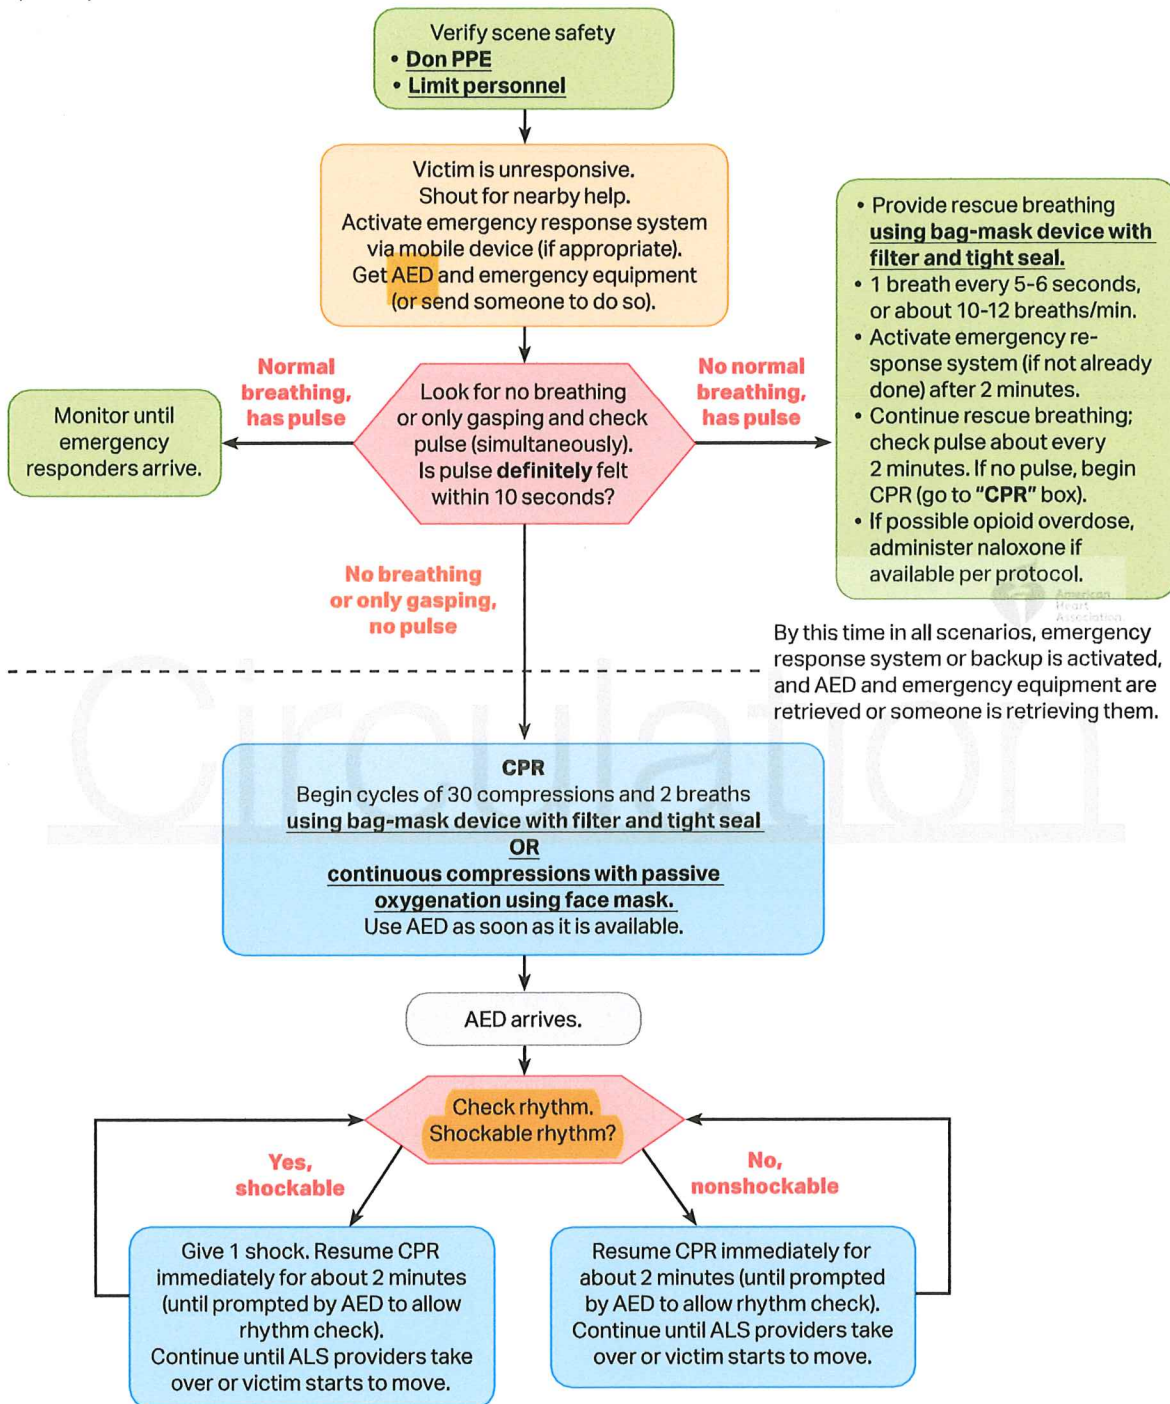 Verify scene safety
• Don PPE
• Limit personnel
Victim is unresponsive.
Shout for nearby help.
Activate emergency response system
via mobile device (if appropriate).
Get AED and emergency equipment
(or send someone to do so).
Normal
breathing,
has pulse
Look for no breathing
or only gasping and check
pulse (simultaneously).
Is pulse definitely felt
within 10 seconds?
No normal
breathing,
has pulse
Monitor until
emergency
responders arrive.
• Provide rescue breathing
using bag-mask device with
filter and tight seal.
• 1 breath every 5-6 seconds,
or about 10-12 breaths/min.
• Activate emergency re-
sponse system (if not already
done) after 2 minutes.
• Continue rescue breathing;
check pulse about every
2 minutes. If no pulse, begin
CPR (go to “CPR” box).
• If possible opioid overdose,
administer naloxone if
available per protocol.
American
Heart
Association.
No breathing
or only gasping,
no pulse
By this time in all scenarios, emergency
response system or backup is activated,
and AED and emergency equipment are
retrieved or someone is retrieving them.
Circulation
CPR
Begin cycles of 30 compressions and 2 breaths
using bag-mask device with filter and tight seal
OR
continuous compressions with passive
oxygenation using face mask.
Use AED as soon as it is available.
AED arrives.
Check rhythm.
Shockable rhythm?
Yes,
shockable
No,
nonshockable
Give 1 shock. Resume CPR
immediately for about 2 minutes
(until prompted by AED to allow
rhythm check).
Continue until ALS providers take
over or victim starts to move.
Resume CPR immediately for
about 2 minutes (until prompted
by AED to allow rhythm check).
Continue until ALS providers take
over or victim starts to move.